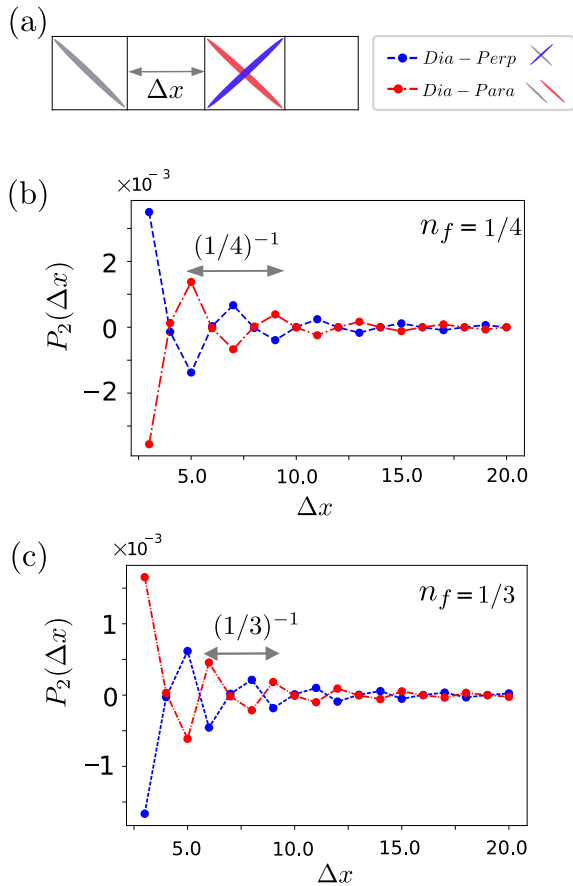 (a)
Δx
Dia − Perp
Dia − Para
(b)
×10⁻³
n_f = 1/4
(1/4)⁻¹
P₂(Δx)
2
0
−2
5.0 10.0 15.0 20.0
Δx
(c)
×10⁻³
n_f = 1/3
(1/3)⁻¹
P₂(Δx)
1
0
−1
5.0 10.0 15.0 20.0
Δx